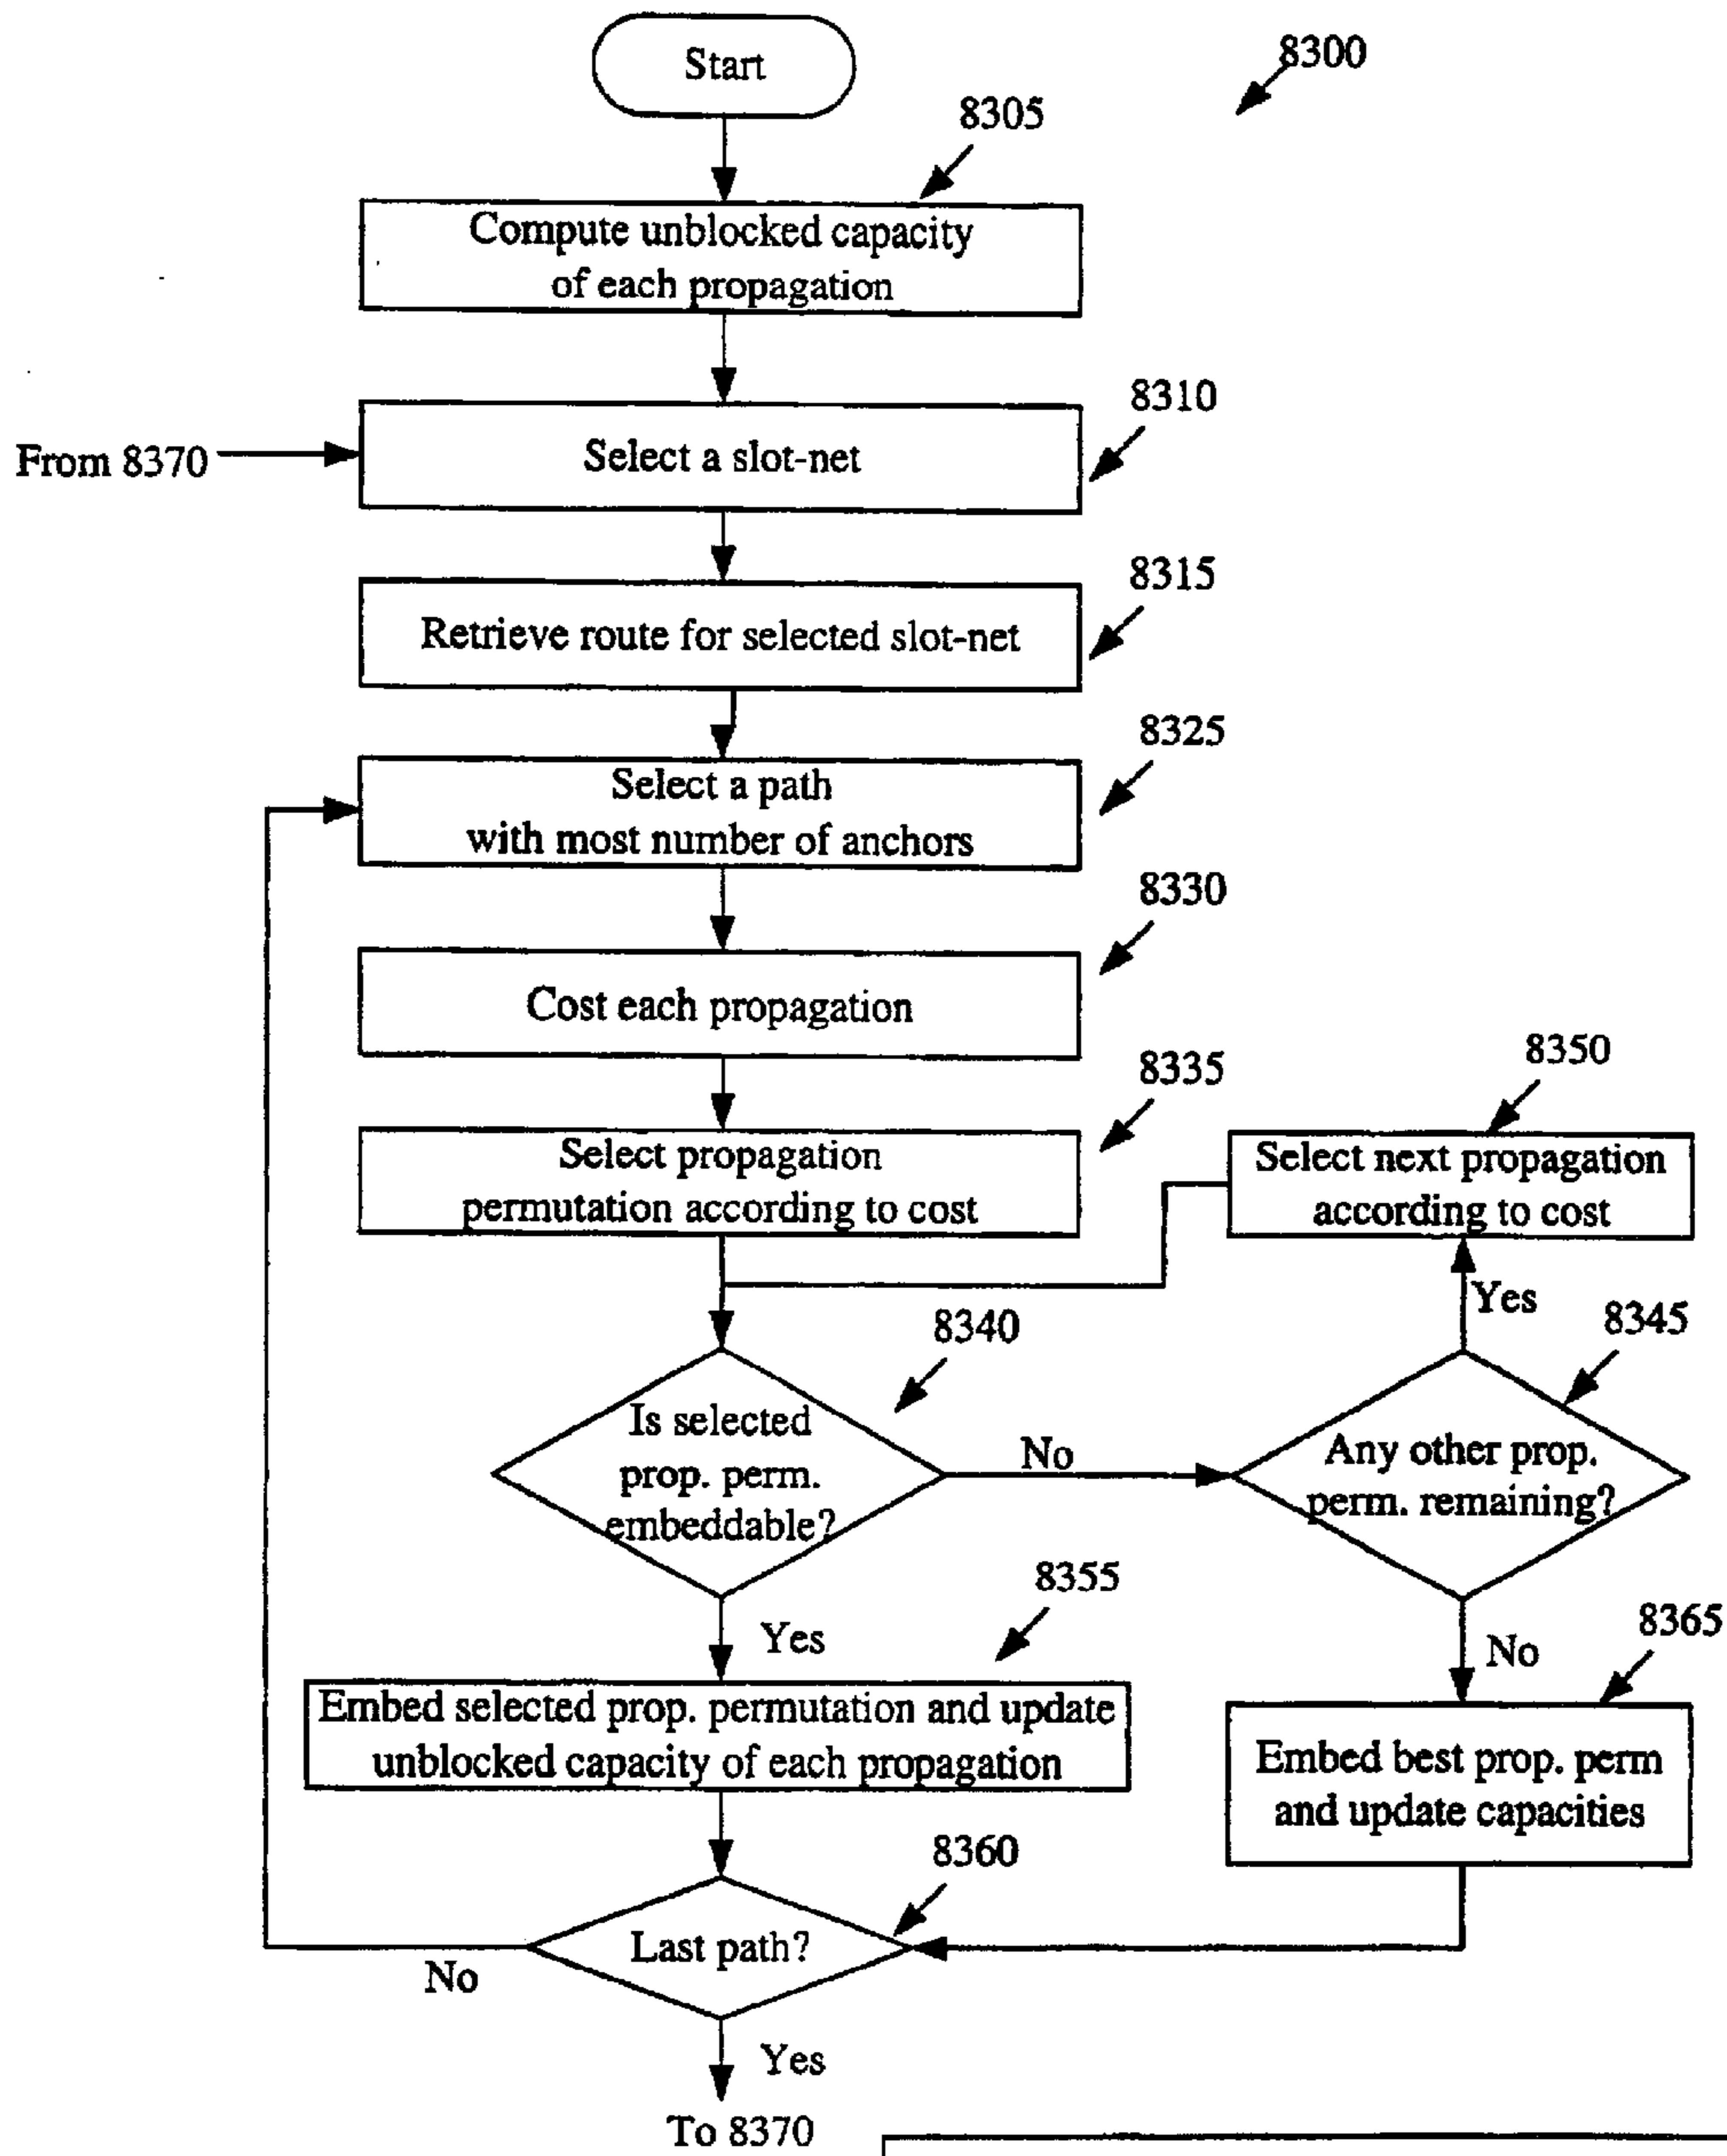 Start
8300
8305
Compute unblocked capacity
of each propagation
8310
From 8370
Select a slot-net
8315
Retrieve route for selected slot-net
8325
Select a path
with most number of anchors
8330
Cost each propagation
8335
8350
Select propagation
permutation according to cost
Select next propagation
according to cost
Yes
8340
8345
Is selected
prop. perm.
embeddable?
No
Any other prop.
perm. remaining?
8355
Yes
No
8365
Embed selected prop. permutation and update
unblocked capacity of each propagation
Embed best prop. perm
and update capacities
8360
Last path?
No
Yes
To 8370